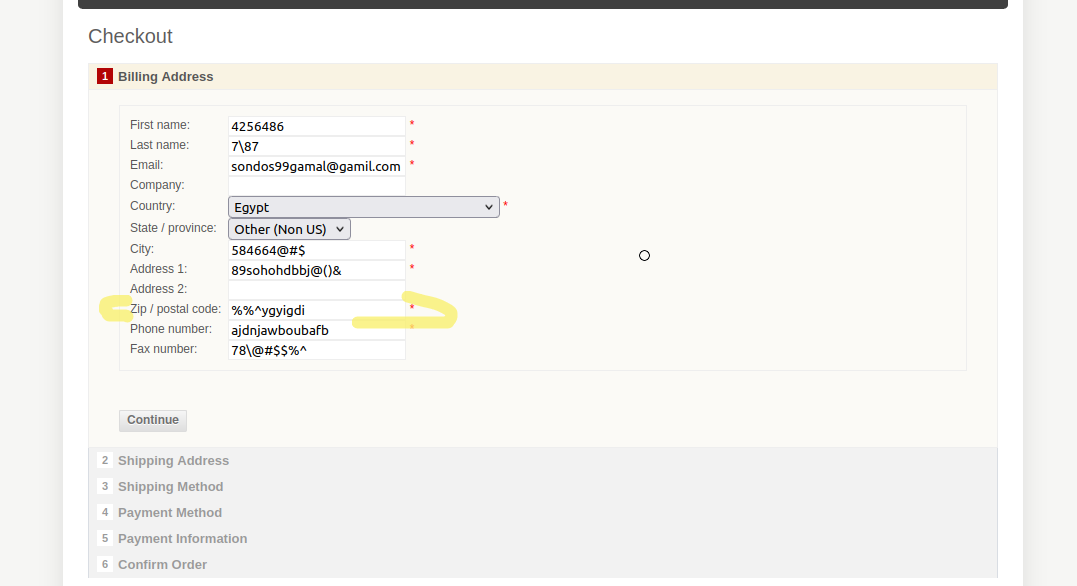 Checkout
1 Billing Address
First name: 4256486 *
Last name: 7\87 *
Email: sondos99gamal@gamil.com *
Company:
Country: Egypt *
State / province: Other (Non US)
City: 584664@#$ *
Address 1: 89sohohdbbj@()& *
Address 2:
Zip / postal code: %%^ygyigdi *
Phone number: ajdnjawboubafb *
Fax number: 78\@#$$%^
Continue
2 Shipping Address
3 Shipping Method
4 Payment Method
5 Payment Information
6 Confirm Order